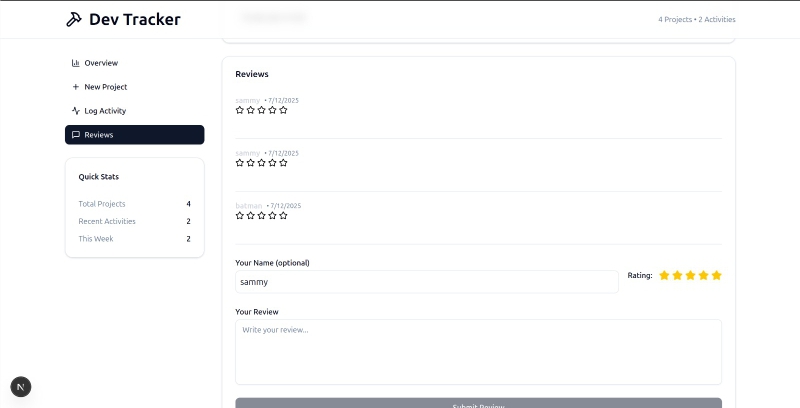 Dev Tracker
4 Projects • 2 Activities
Overview
New Project
Log Activity
Reviews
Quick Stats
Total Projects 4
Recent Activities 2
This Week 2
Reviews
sammy • 7/12/2025
sammy • 7/12/2025
batman • 7/12/2025
Your Name (optional)
sammy
Rating:
Your Review
Write your review...
Submit Review
N